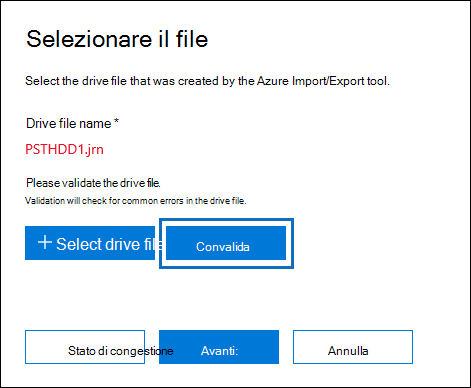 Selezionare il file
Select the drive file that was created by the Azure Import/Export tool.
Drive file name *
PSTHDD1.jrn
Please validate the drive file.
Validation will check for common errors in the drive file.
+ Select drive file Convalida
Stato di congestione Avanti: Annulla